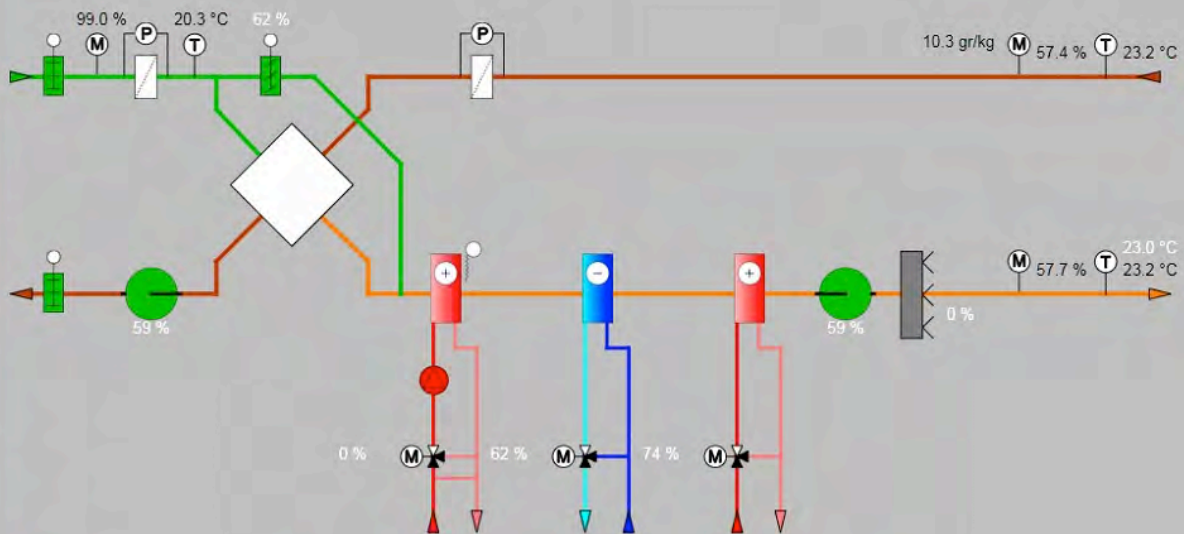 99.0 %
P
20.3 °C
62 %
P
10.3 gr/kg
M
57.4 %
T
23.2 °C
M
T
59 %
59 %
0 %
M
57.7 %
T
23.0 °C
23.2 °C
0 %
M
62 %
M
74 %
M